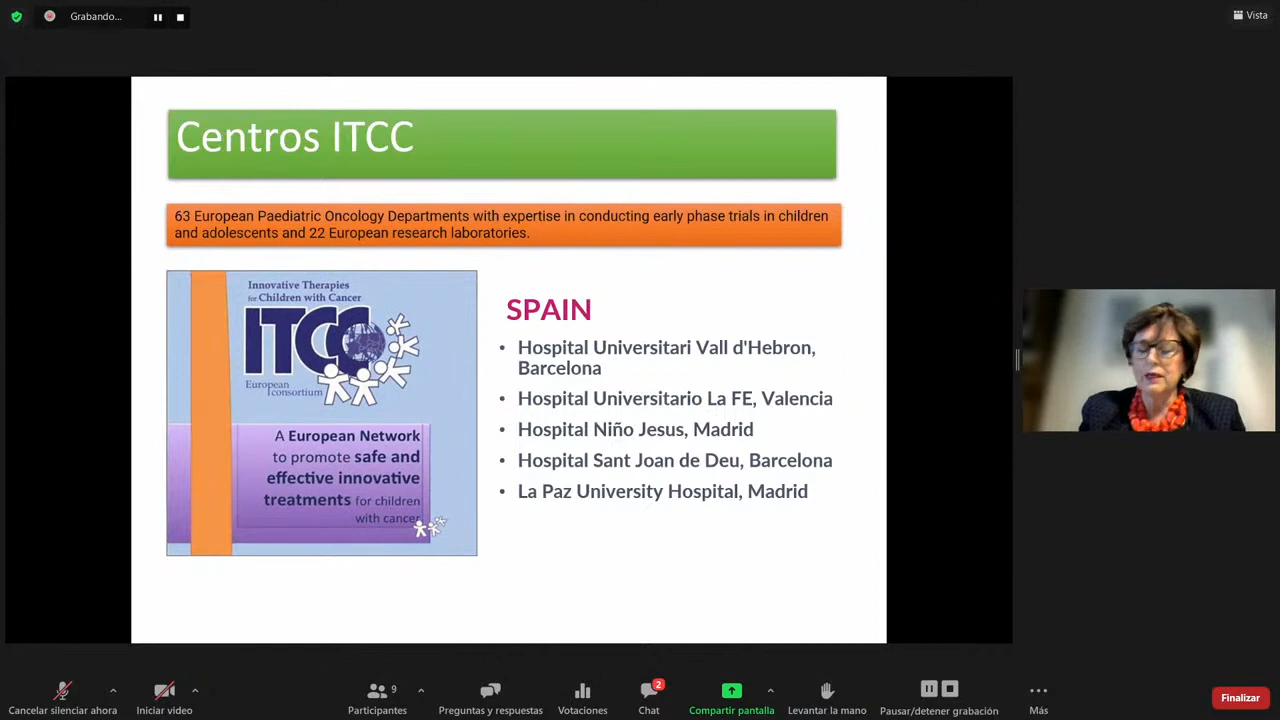 Grabando...
Vista
Centros ITCC
63 European Paediatric Oncology Departments with expertise in conducting early phase trials in children
and adolescents and 22 European research laboratories.
Innovative Therapies
for Children with Cancer
ITCC
European
consortium
A European Network
to promote safe and
effective innovative
treatments for children
with cancer
SPAIN
• Hospital Universitari Vall d'Hebron,
Barcelona
• Hospital Universitario La FE, Valencia
• Hospital Niño Jesus, Madrid
• Hospital Sant Joan de Deu, Barcelona
• La Paz University Hospital, Madrid
9
2
Cancelar silenciar ahora
Iniciar video
Participantes
Preguntas y respuestas
Votaciones
Chat
Compartir pantalla
Levantar la mano
Pausar/detener grabación
Más
Finalizar